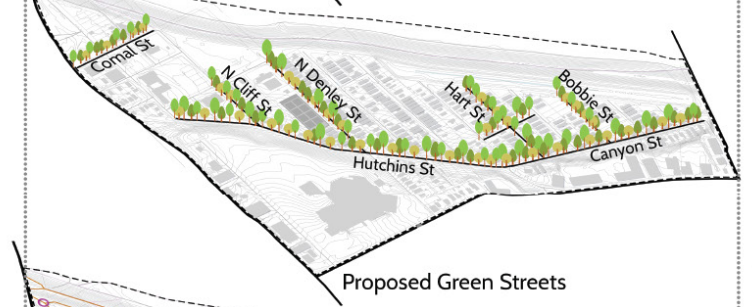 Comal St
N Cliff St
N Denley St
Hart St
Bobbie St
Hutchins St
Canyon St
Proposed Green Streets